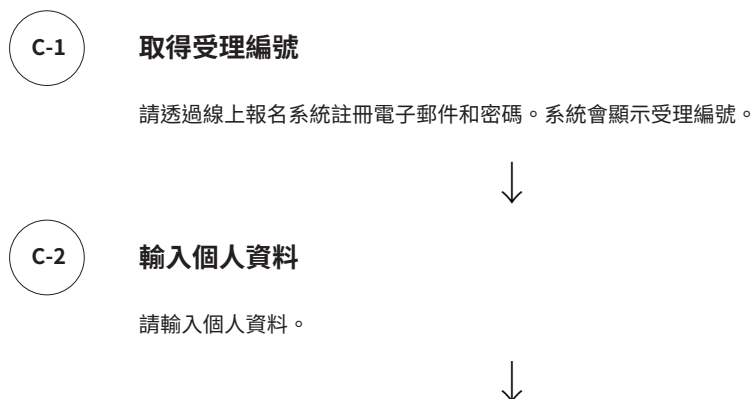 C-1
取得受理編號
請透過線上報名系統註冊電子郵件和密碼。系統會顯示受理編號。
C-2
輸入個人資料
請輸入個人資料。